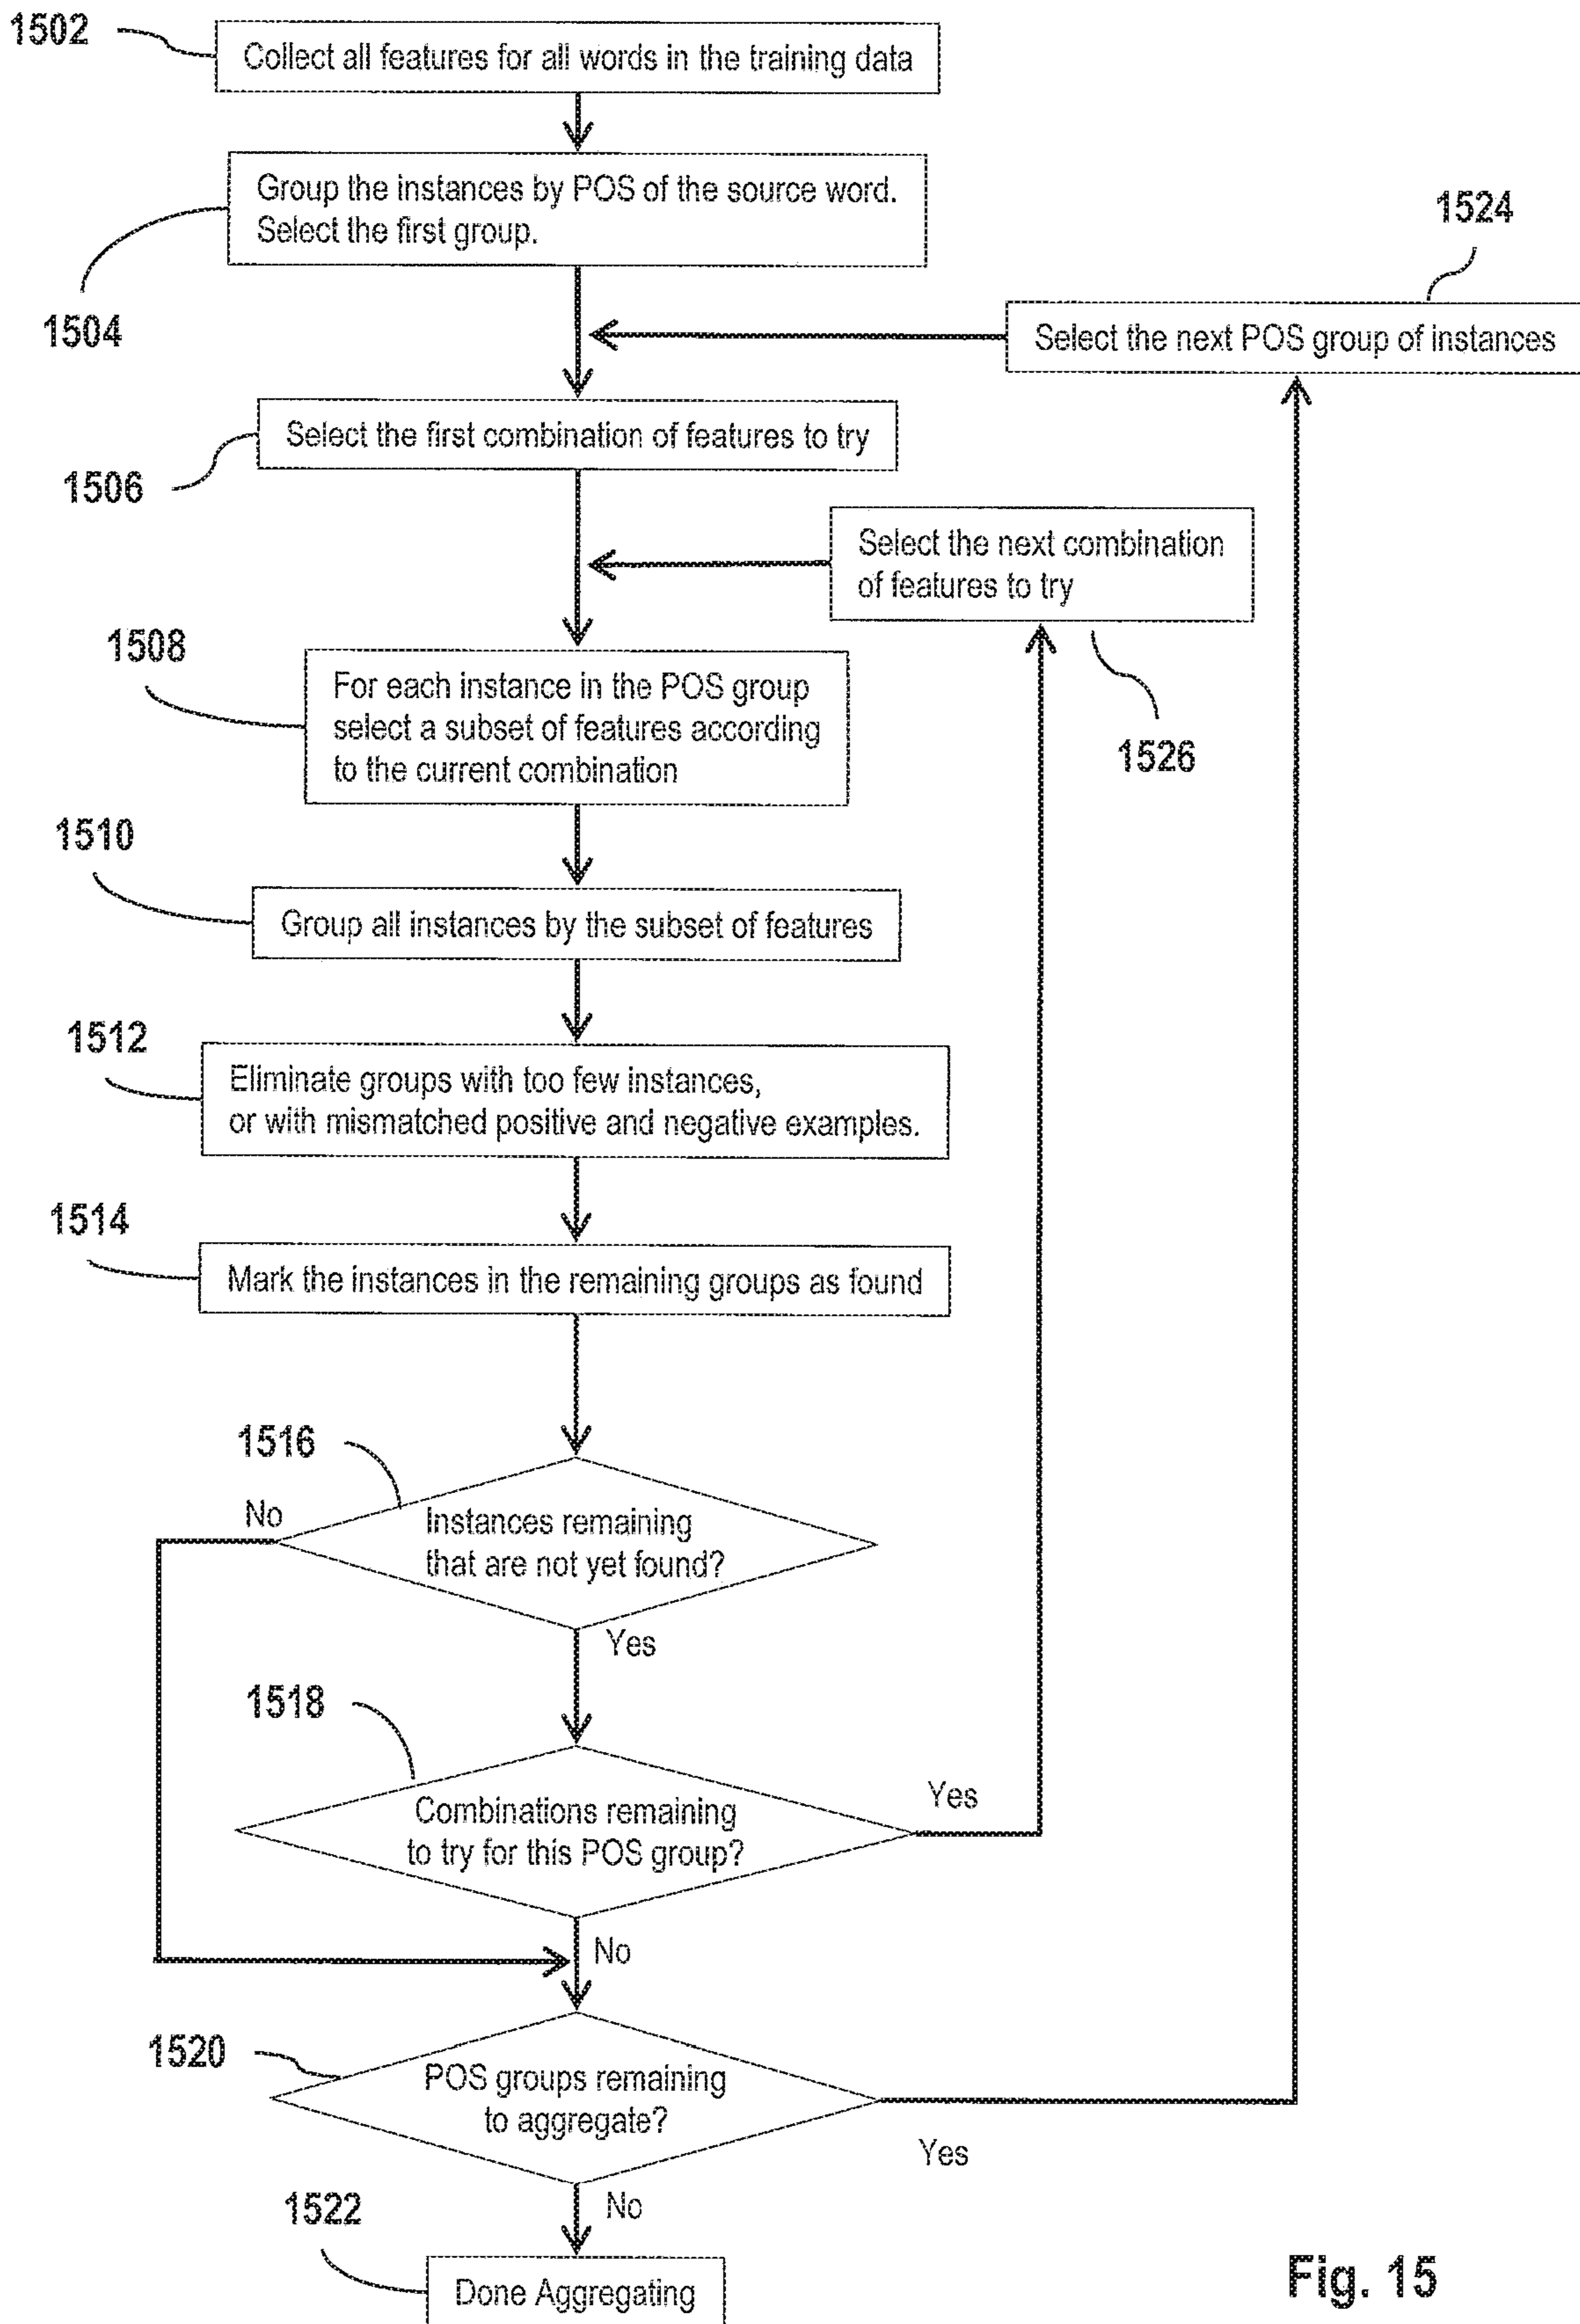 1502
Collect all features for all words in the training data
Group the instances by POS of the source word.
Select the first group.
1504
1524
Select the next POS group of instances
Select the first combination of features to try
1506
Select the next combination
of features to try
1526
1508
For each instance in the POS group
select a subset of features according
to the current combination
1510
Group all instances by the subset of features
1512
Eliminate groups with too few instances,
or with mismatched positive and negative examples.
1514
Mark the instances in the remaining groups as found
1516
No
Instances remaining
that are not yet found?
Yes
1518
Combinations remaining
to try for this POS group?
Yes
No
1520
POS groups remaining
to aggregate?
Yes
No
1522
Done Aggregating
Fig. 15